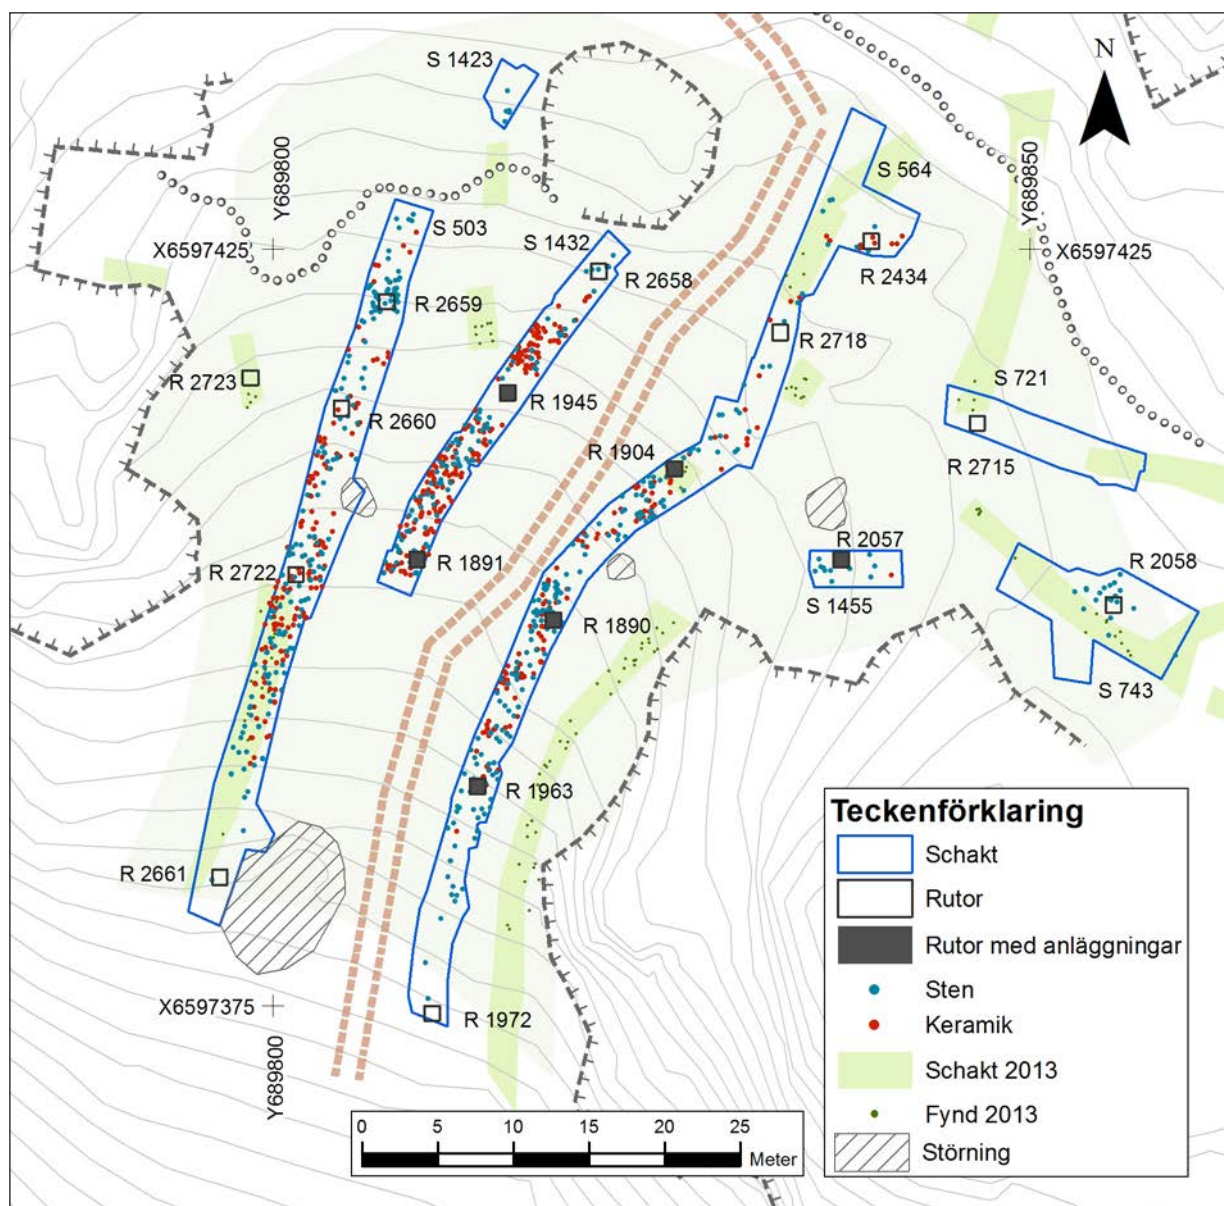 S 1423
N
Y689800
Y689850
S 564
S 503
S 1432
X6597425
X6597425
R 2434
R 2658
R 2659
R 2718
R 2723
S 721
R 1945
R 2660
R 1904
R 2715
R 2057
R 1891
R 2722
R 2058
S 1455
R 1890
S 743
R 1963
Teckenförklaring
Schakt
R 2661
Rutor
Rutor med anläggningar
Sten
X6597375
R 1972
Keramik
Y689800
Schakt 2013
Fynd 2013
0 5 10 15 20 25
Meter
Störning